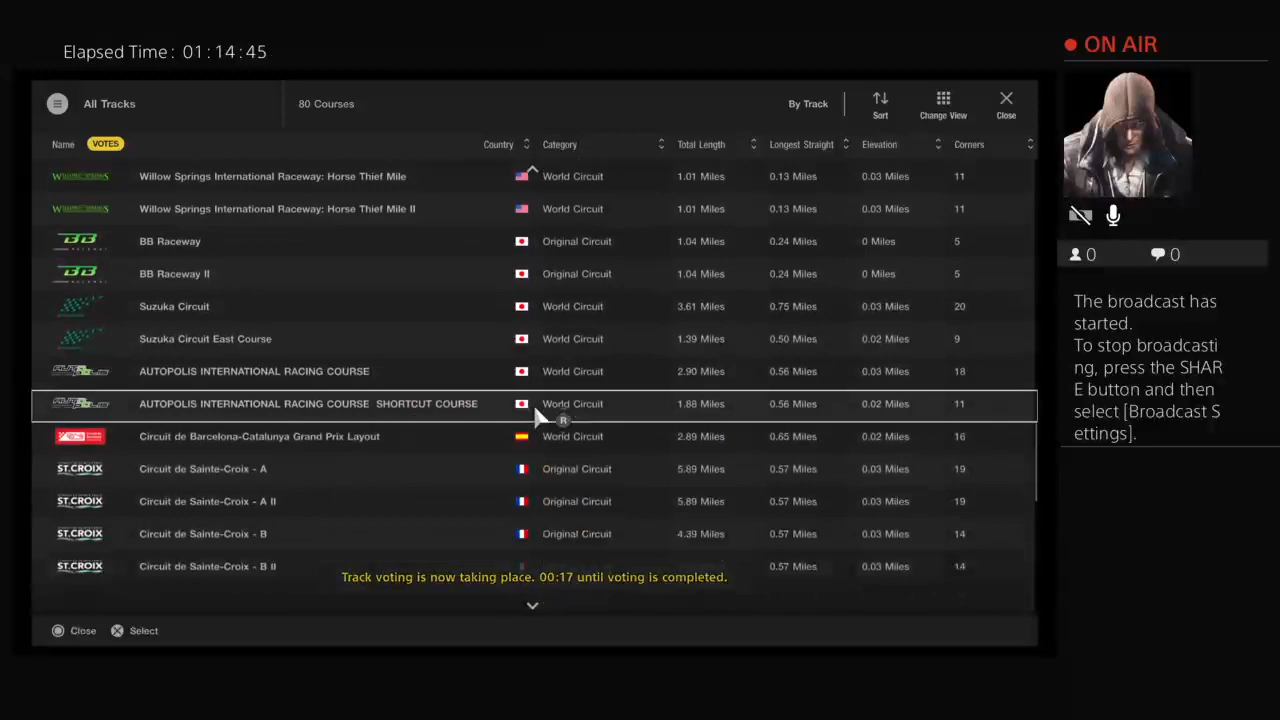 Elapsed Time: 01:14:45
ON AIR
All Tracks
80 Courses
By Track
Sort
Change View
Close
Name VOTES Country Category Total Length Longest Straight Elevation Corners
Willow Springs International Raceway: Horse Thief Mile World Circuit 1.01 Miles 0.13 Miles 0.03 Miles 11
Willow Springs International Raceway: Horse Thief Mile II World Circuit 1.01 Miles 0.13 Miles 0.03 Miles 11
BB RACEWAY BB Raceway Original Circuit 1.04 Miles 0.24 Miles 0 Miles 5
BB RACEWAY BB Raceway II Original Circuit 1.04 Miles 0.24 Miles 0 Miles 5
Suzuka Circuit World Circuit 3.61 Miles 0.75 Miles 0.03 Miles 20
Suzuka Circuit East Course World Circuit 1.39 Miles 0.50 Miles 0.02 Miles 9
AUTOPOLIS AUTOPOLIS INTERNATIONAL RACING COURSE World Circuit 2.90 Miles 0.56 Miles 0.03 Miles 18
AUTOPOLIS AUTOPOLIS INTERNATIONAL RACING COURSE SHORTCUT COURSE World Circuit 1.88 Miles 0.56 Miles 0.02 Miles 11
R
Circuit de Barcelona-Catalunya Grand Prix Layout World Circuit 2.89 Miles 0.65 Miles 0.02 Miles 16
ST.CROIX Circuit de Sainte-Croix - A Original Circuit 5.89 Miles 0.57 Miles 0.03 Miles 19
ST.CROIX Circuit de Sainte-Croix - A II Original Circuit 5.89 Miles 0.57 Miles 0.03 Miles 19
ST.CROIX Circuit de Sainte-Croix - B Original Circuit 4.39 Miles 0.57 Miles 0.03 Miles 14
ST.CROIX Circuit de Sainte-Croix - B II 0.57 Miles 0.03 Miles 14
Track voting is now taking place. 00:17 until voting is completed.
Close
Select
0 0
The broadcast has
started.
To stop broadcasti
ng, press the SHAR
E button and then
select [Broadcast S
ettings].